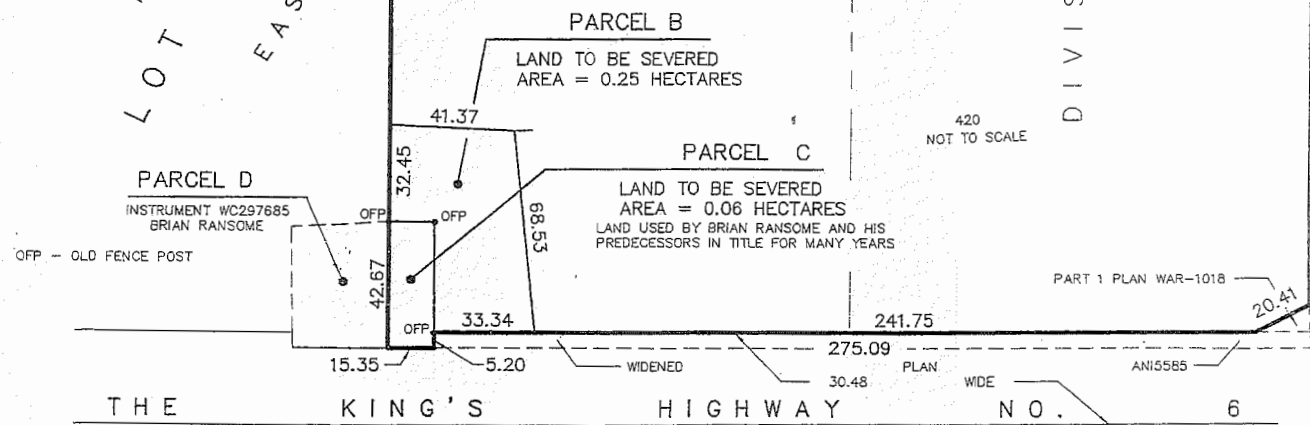 LOT
EAS
DIVIS
PARCEL B
LAND TO BE SEVERED
AREA = 0.25 HECTARES
41.37
420
NOT TO SCALE
32.45
PARCEL C
LAND TO BE SEVERED
AREA = 0.06 HECTARES
LAND USED BY BRIAN RANSOME AND HIS
PREDECESSORS IN TITLE FOR MANY YEARS
PARCEL D
INSTRUMENT WC297685
BRIAN RANSOME
OFP
OFP
68.53
OFP - OLD FENCE POST
42.67
PART 1 PLAN WAR-1018
20.41
OFP
33.34
241.75
275.09
15.35
5.20
WIDENED
PLAN
ANI5585
30.48
WIDE
THE KING'S HIGHWAY NO. 6